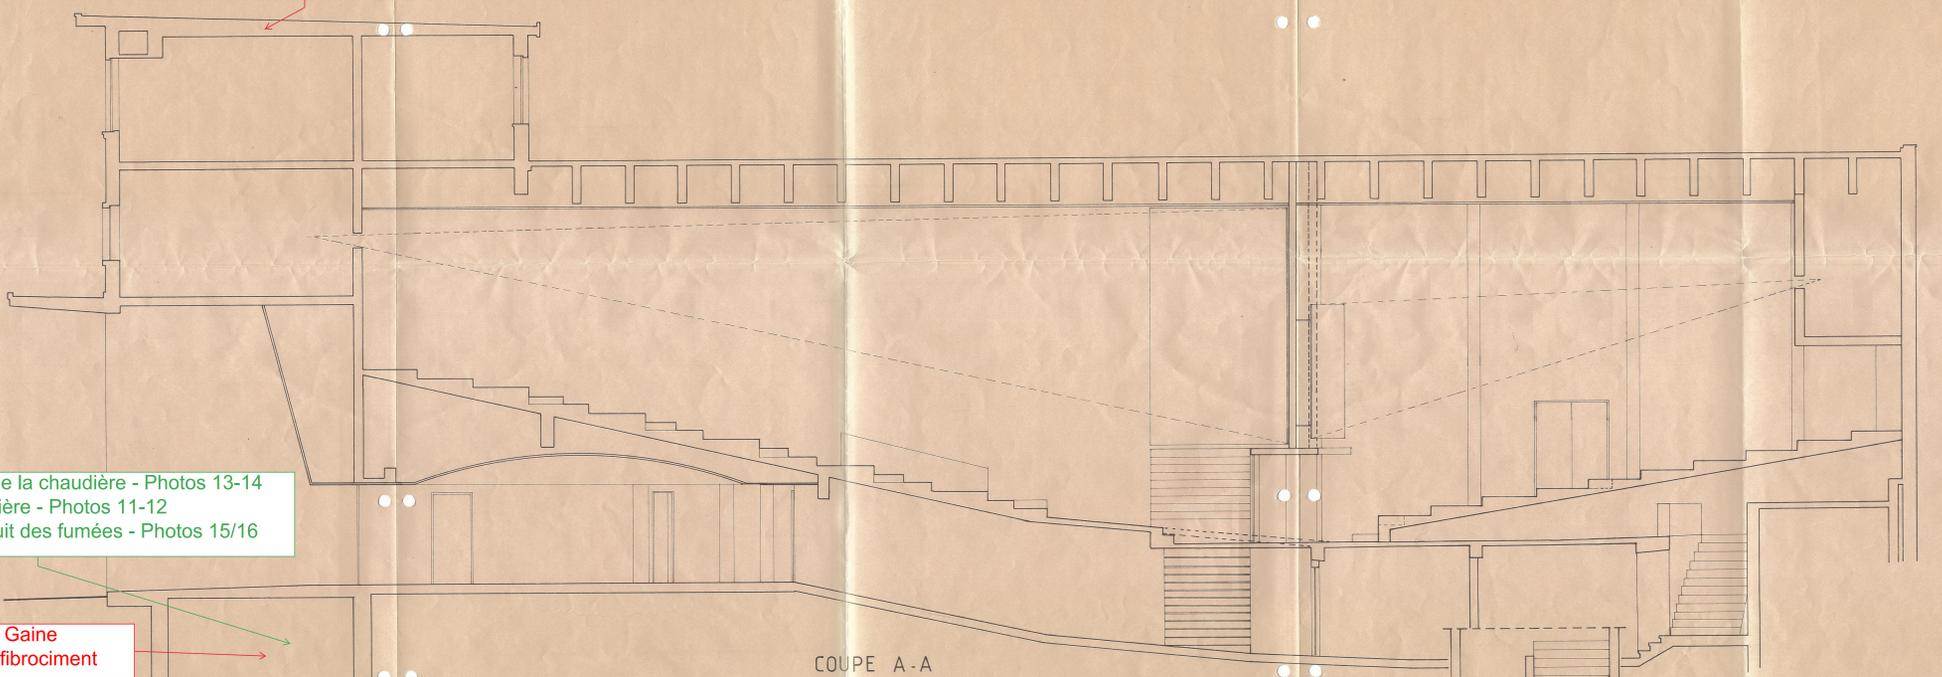 e la chaudière - Photos 13-14
ière - Photos 11-12
uit des fumées - Photos 15/16
Gaine
fibrociment
COUPE A-A